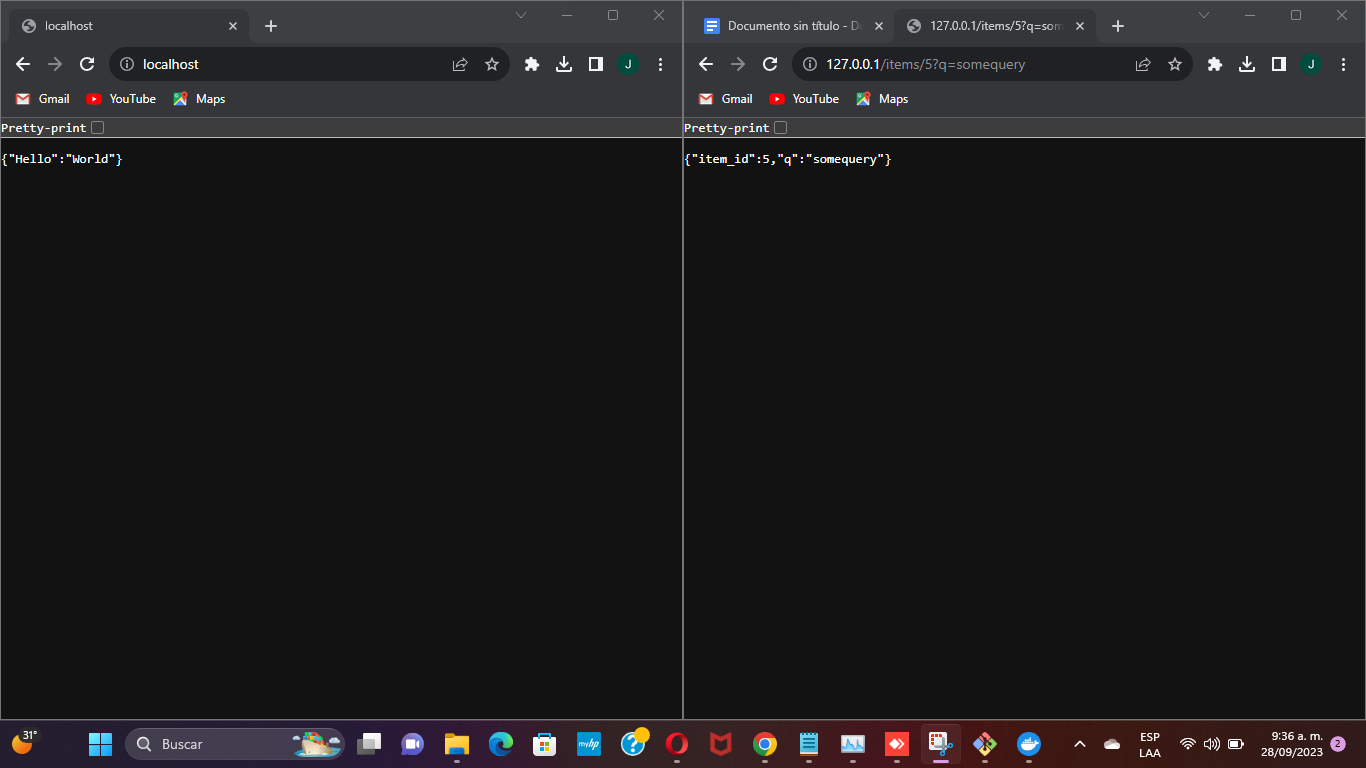 localhost
localhost
J
Gmail
YouTube
Maps
Pretty-print
{"Hello":"World"}
Documento sin título - Do
127.0.0.1/items/5?q=som
127.0.0.1/items/5?q=somequery
J
Gmail
YouTube
Maps
Pretty-print
{"item_id":5,"q":"somequery"}
31°
Buscar
myhp
ESP
LAA
9:36 a. m.
28/09/2023
2